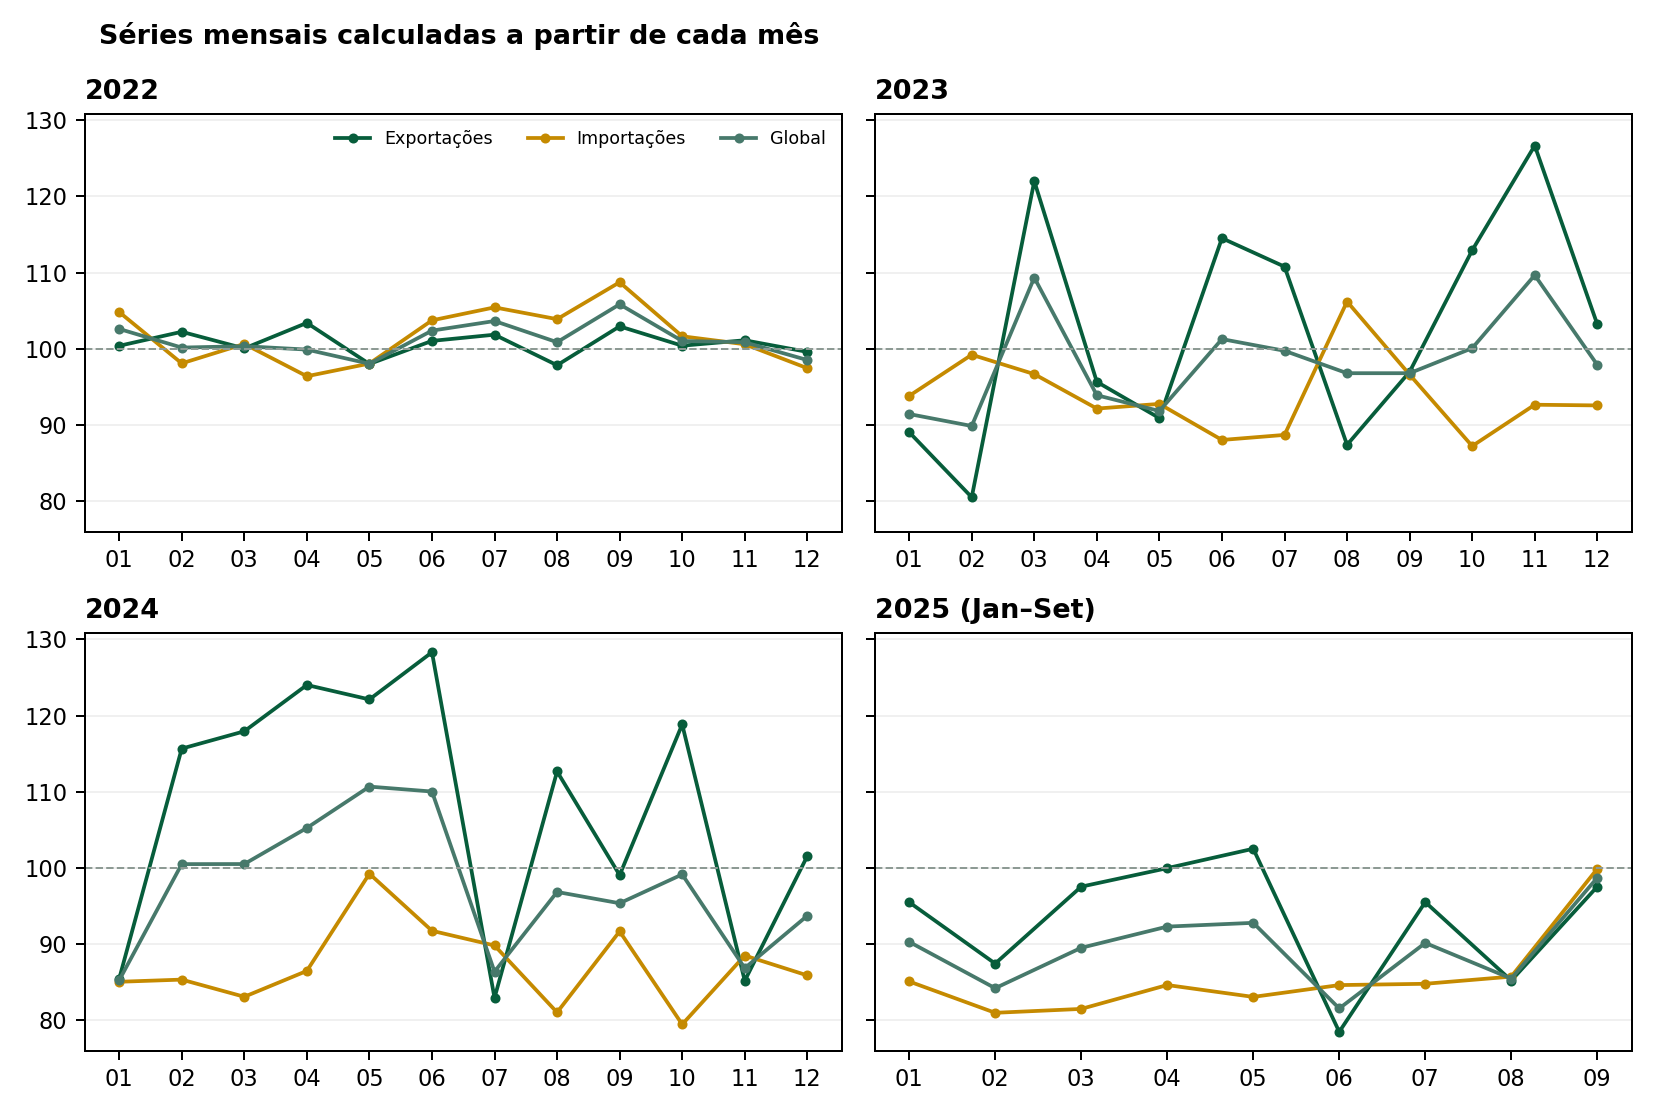 Séries mensais calculadas a partir de cada mês
2022
2023
Exportações Importações Global
130
120
110
100
90
80
01 02 03 04 05 06 07 08 09 10 11 12
01 02 03 04 05 06 07 08 09 10 11 12
2024
2025 (Jan–Set)
130
120
110
100
90
80
01 02 03 04 05 06 07 08 09 10 11 12
01 02 03 04 05 06 07 08 09